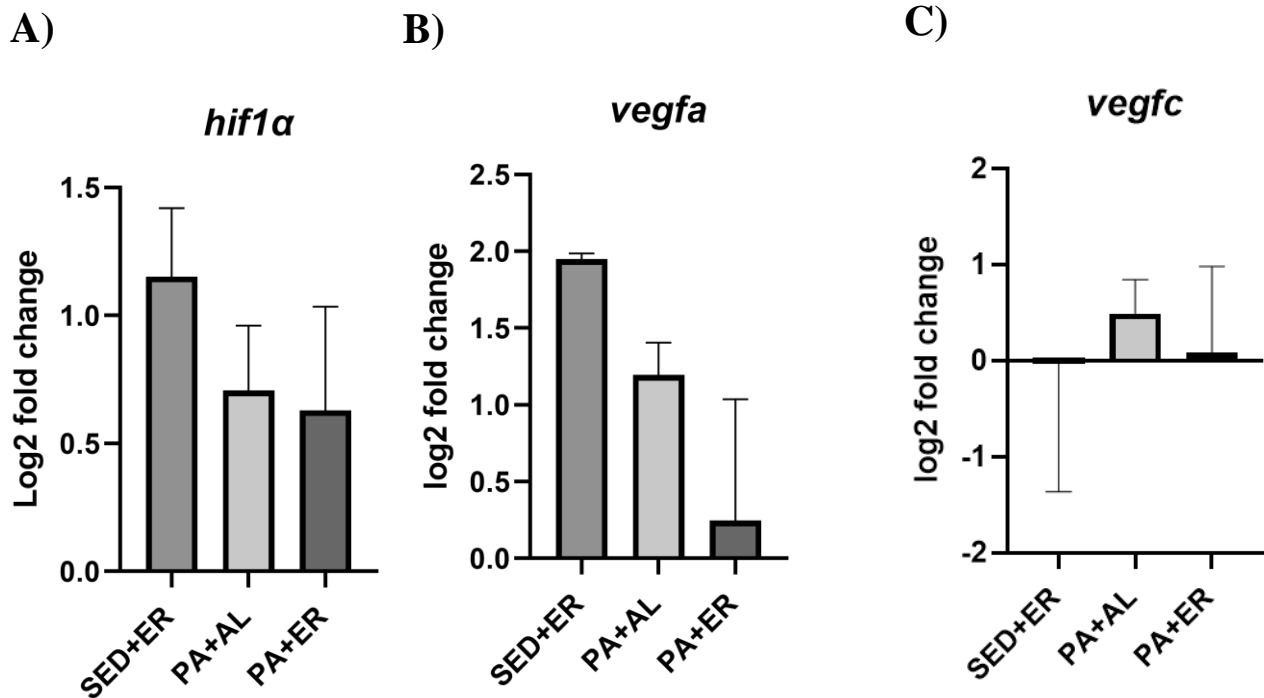 A)
hif1α
Log2 fold change
1.5
1.0
0.5
0.0
SED+ER
PA+AL
PA+ER
B)
vegfa
log2 fold change
2.5
2.0
1.5
1.0
0.5
0.0
SED+ER
PA+AL
PA+ER
C)
vegfc
log2 fold change
2
1
0
-1
-2
SED+ER
PA+AL
PA+ER